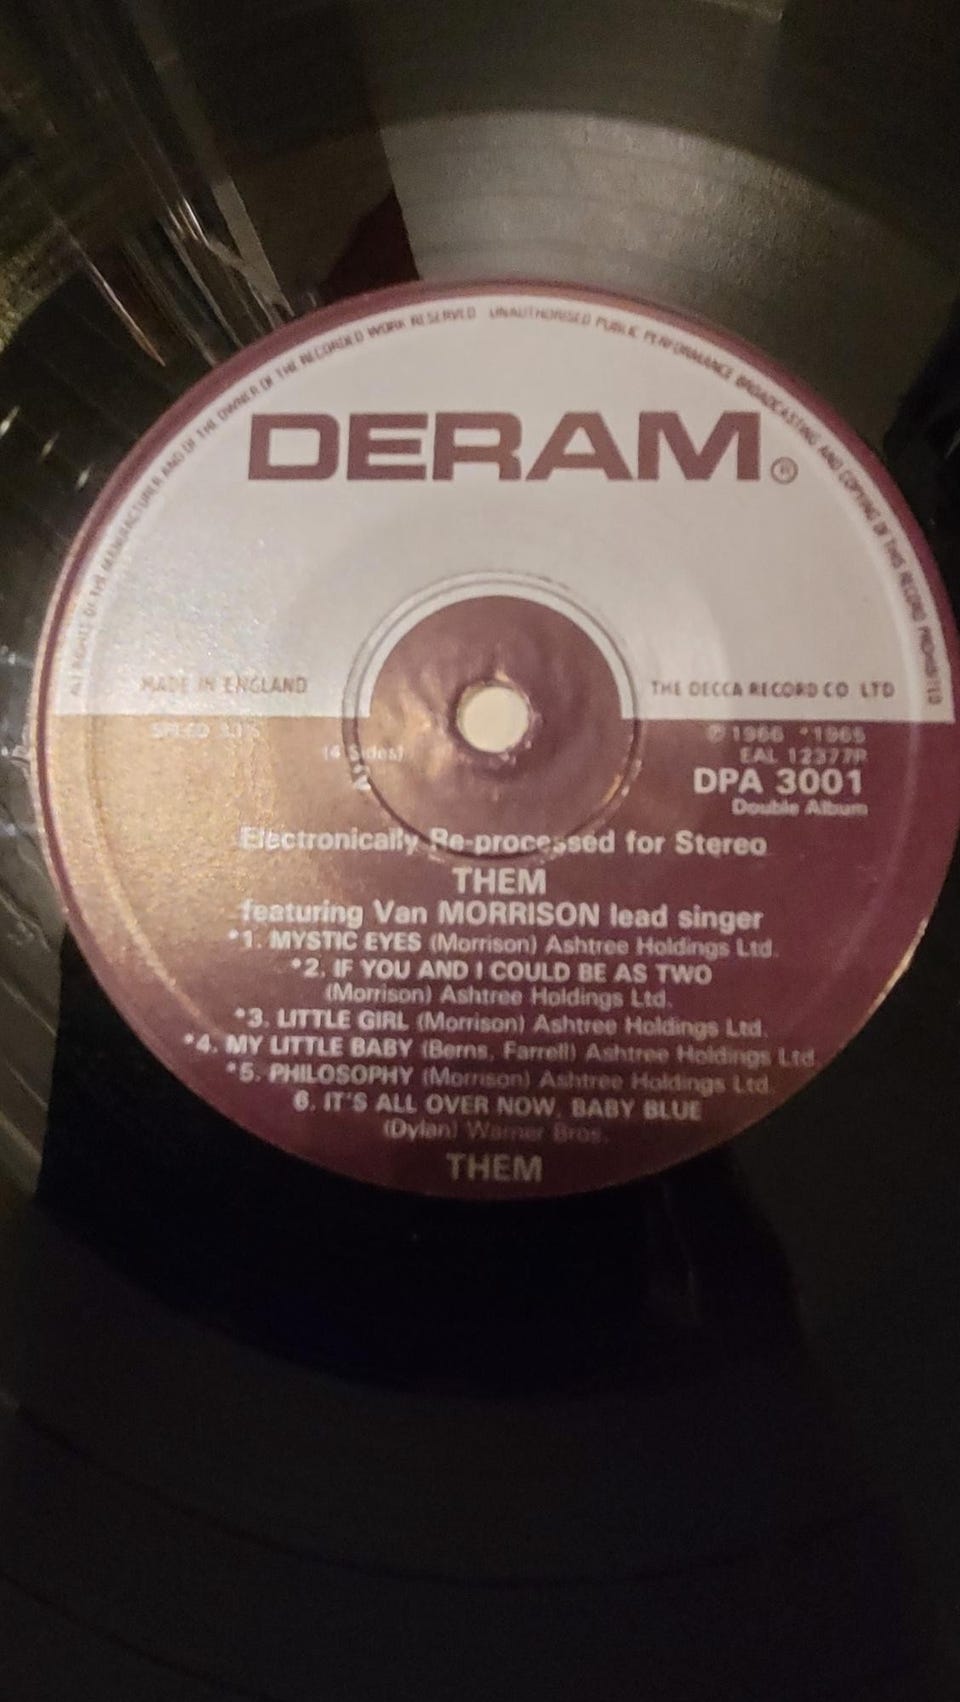 ALL RIGHTS OF THE MANUFACTURER AND OF THE OWNER OF THE RECORDED WORK RESERVED UNAUTHORISED PUBLIC PERFORMANCE BROADCASTING AND COPYING OF THIS RECORD PROHIBITED
DERAM®
MADE IN ENGLAND
THE DECCA RECORD CO LTD
SPEED 33⅓
℗ 1966 *1965
(4 Sides)
EAL 12377P
2
DPA 3001
Double Album
Electronically Re-processed for Stereo
THEM
featuring Van MORRISON lead singer
*1. MYSTIC EYES (Morrison) Ashtree Holdings Ltd.
*2. IF YOU AND I COULD BE AS TWO
(Morrison) Ashtree Holdings Ltd.
*3. LITTLE GIRL (Morrison) Ashtree Holdings Ltd.
*4. MY LITTLE BABY (Berns, Farrell) Ashtree Holdings Ltd.
*5. PHILOSOPHY (Morrison) Ashtree Holdings Ltd.
6. IT'S ALL OVER NOW, BABY BLUE
(Dylan) Warner Bros.
THEM